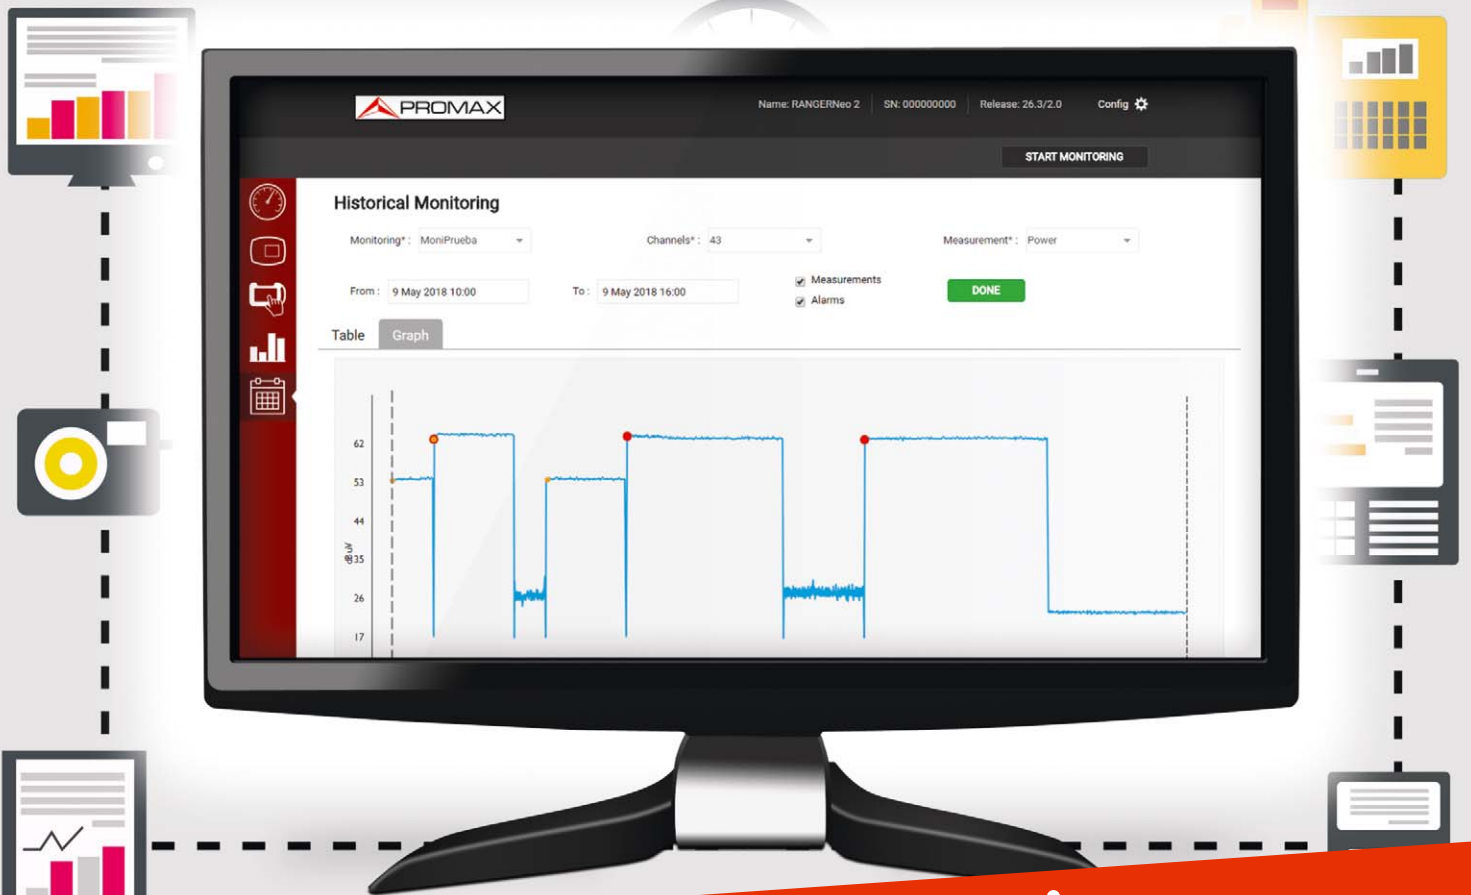 PROMAX
Name: RANGERNeo 2 SN: 000000000 Release: 26.3/2.0 Config
START MONITORING
Historical Monitoring
Monitoring* : MoniPrueba Channels* : 43 Measurement* : Power
From : 9 May 2018 10:00 To : 9 May 2018 16:00 Measurements DONE
Alarms
Table Graph
62
53
44
dBuV
35
26
17